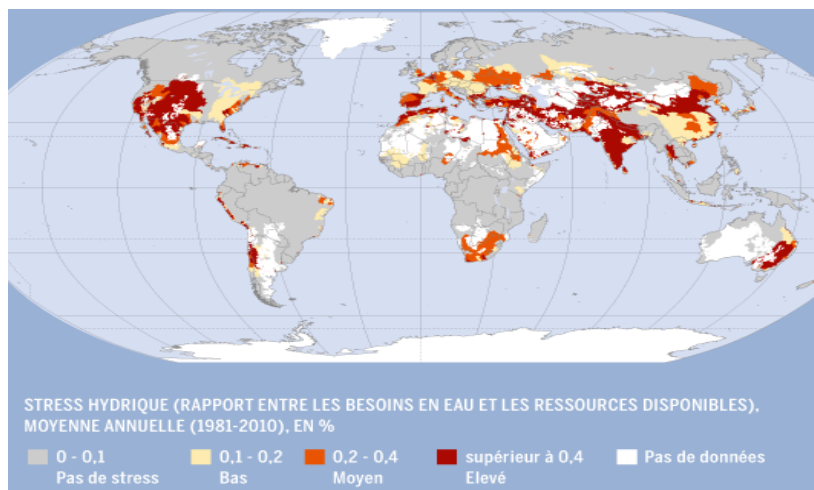 STRESS HYDRIQUE (RAPPORT ENTRE LES BESOINS EN EAU ET LES RESSOURCES DISPONIBLES),
MOYENNE ANNUELLE (1981-2010), EN %
0 - 0,1 0,1 - 0,2 0,2 - 0,4 supérieur à 0,4 Pas de données
Pas de stress Bas Moyen Elevé